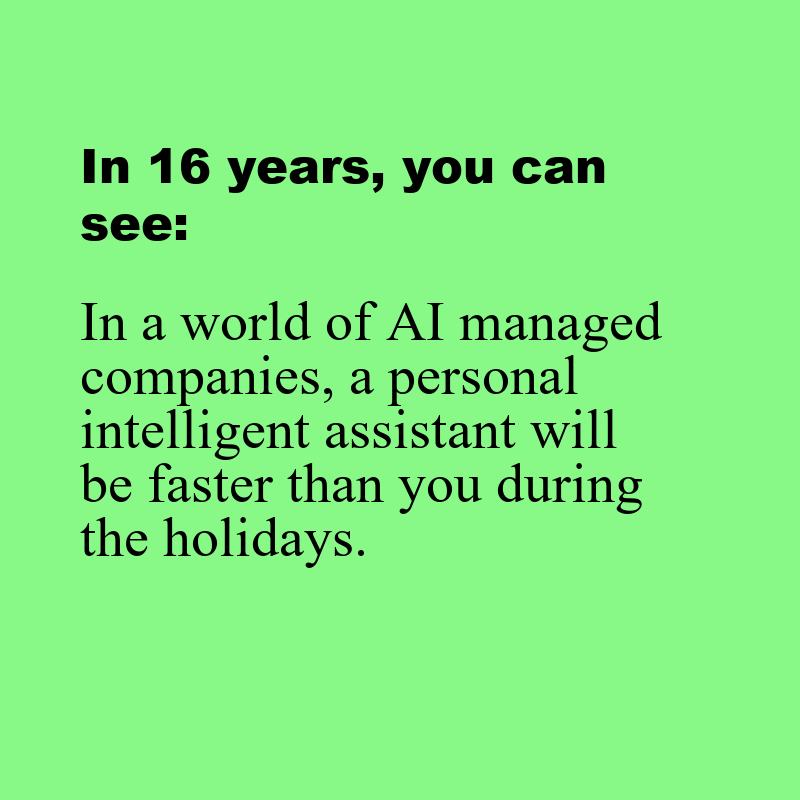 In 16 years, you can
see:
In a world of AI managed
companies, a personal
intelligent assistant will
be faster than you during
the holidays.